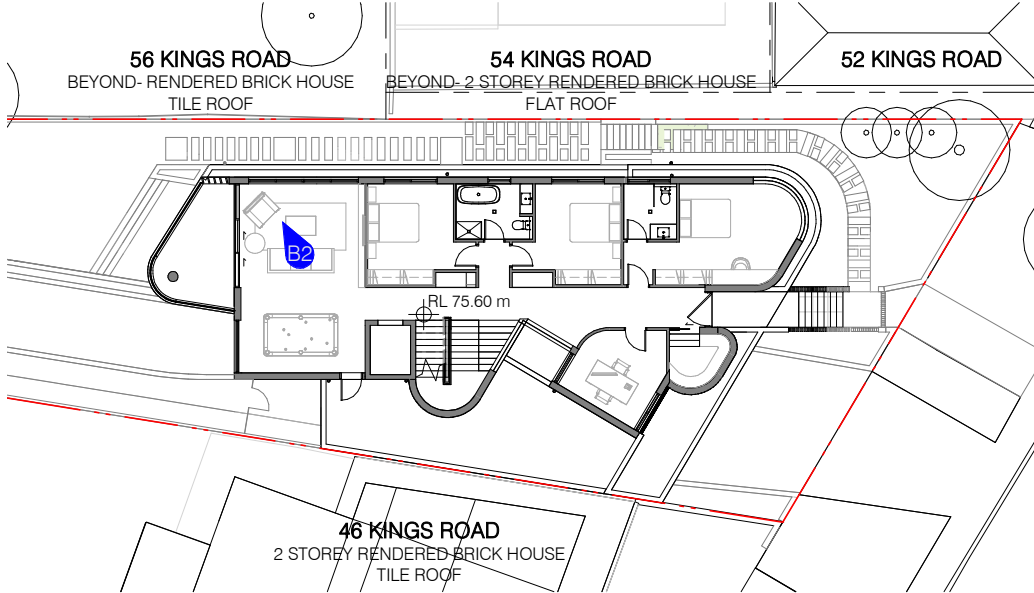 56 KINGS ROAD
BEYOND- RENDERED BRICK HOUSE
TILE ROOF
54 KINGS ROAD
BEYOND- 2 STOREY RENDERED BRICK HOUSE
FLAT ROOF
52 KINGS ROAD
B2
RL 75.60 m
46 KINGS ROAD
2 STOREY RENDERED BRICK HOUSE
TILE ROOF